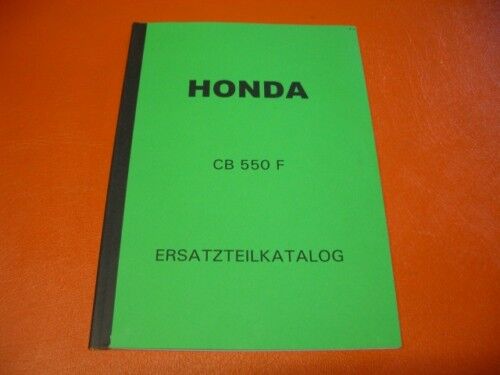 HONDA
CB 550 F
ERSATZTEILKATALOG